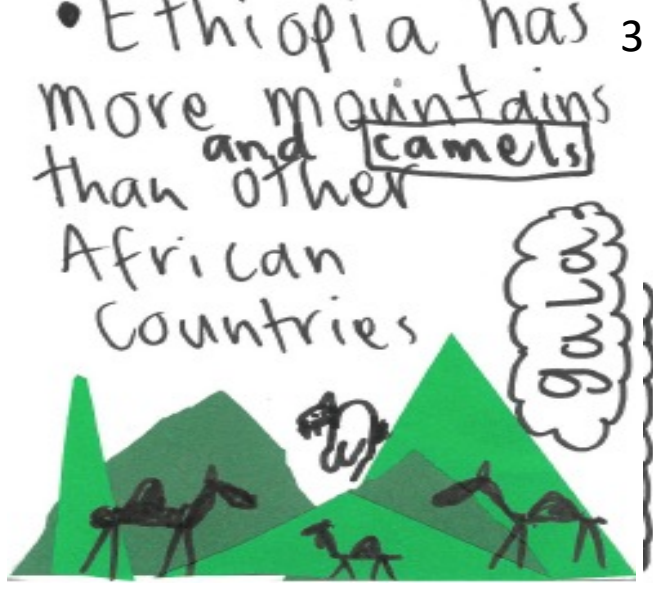 • Ethiopia has
3
more mountains
and camels
than other
African
Countries
gala